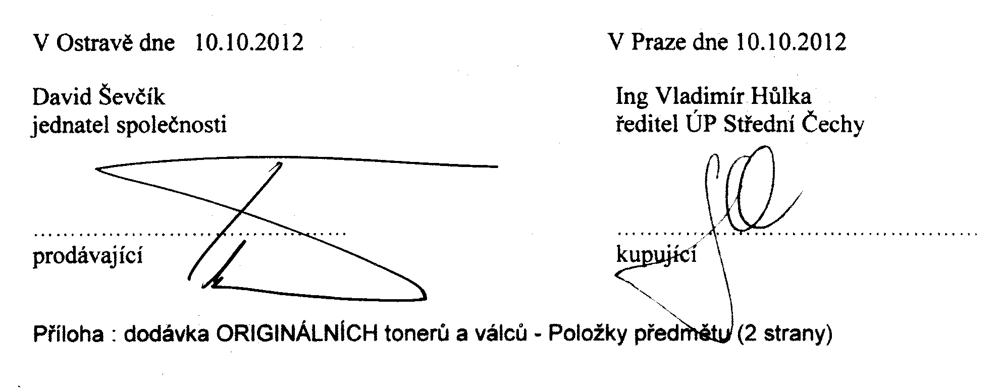 V Ostravě dne 10.10.2012
V Praze dne 10.10.2012
David Ševčík
jednatel společnosti
Ing Vladimír Hůlka
ředitel ÚP Střední Čechy
................................................
prodávající
................................................
kupující
Příloha : dodávka ORIGINÁLNÍCH tonerů a válců - Položky předmětu (2 strany)